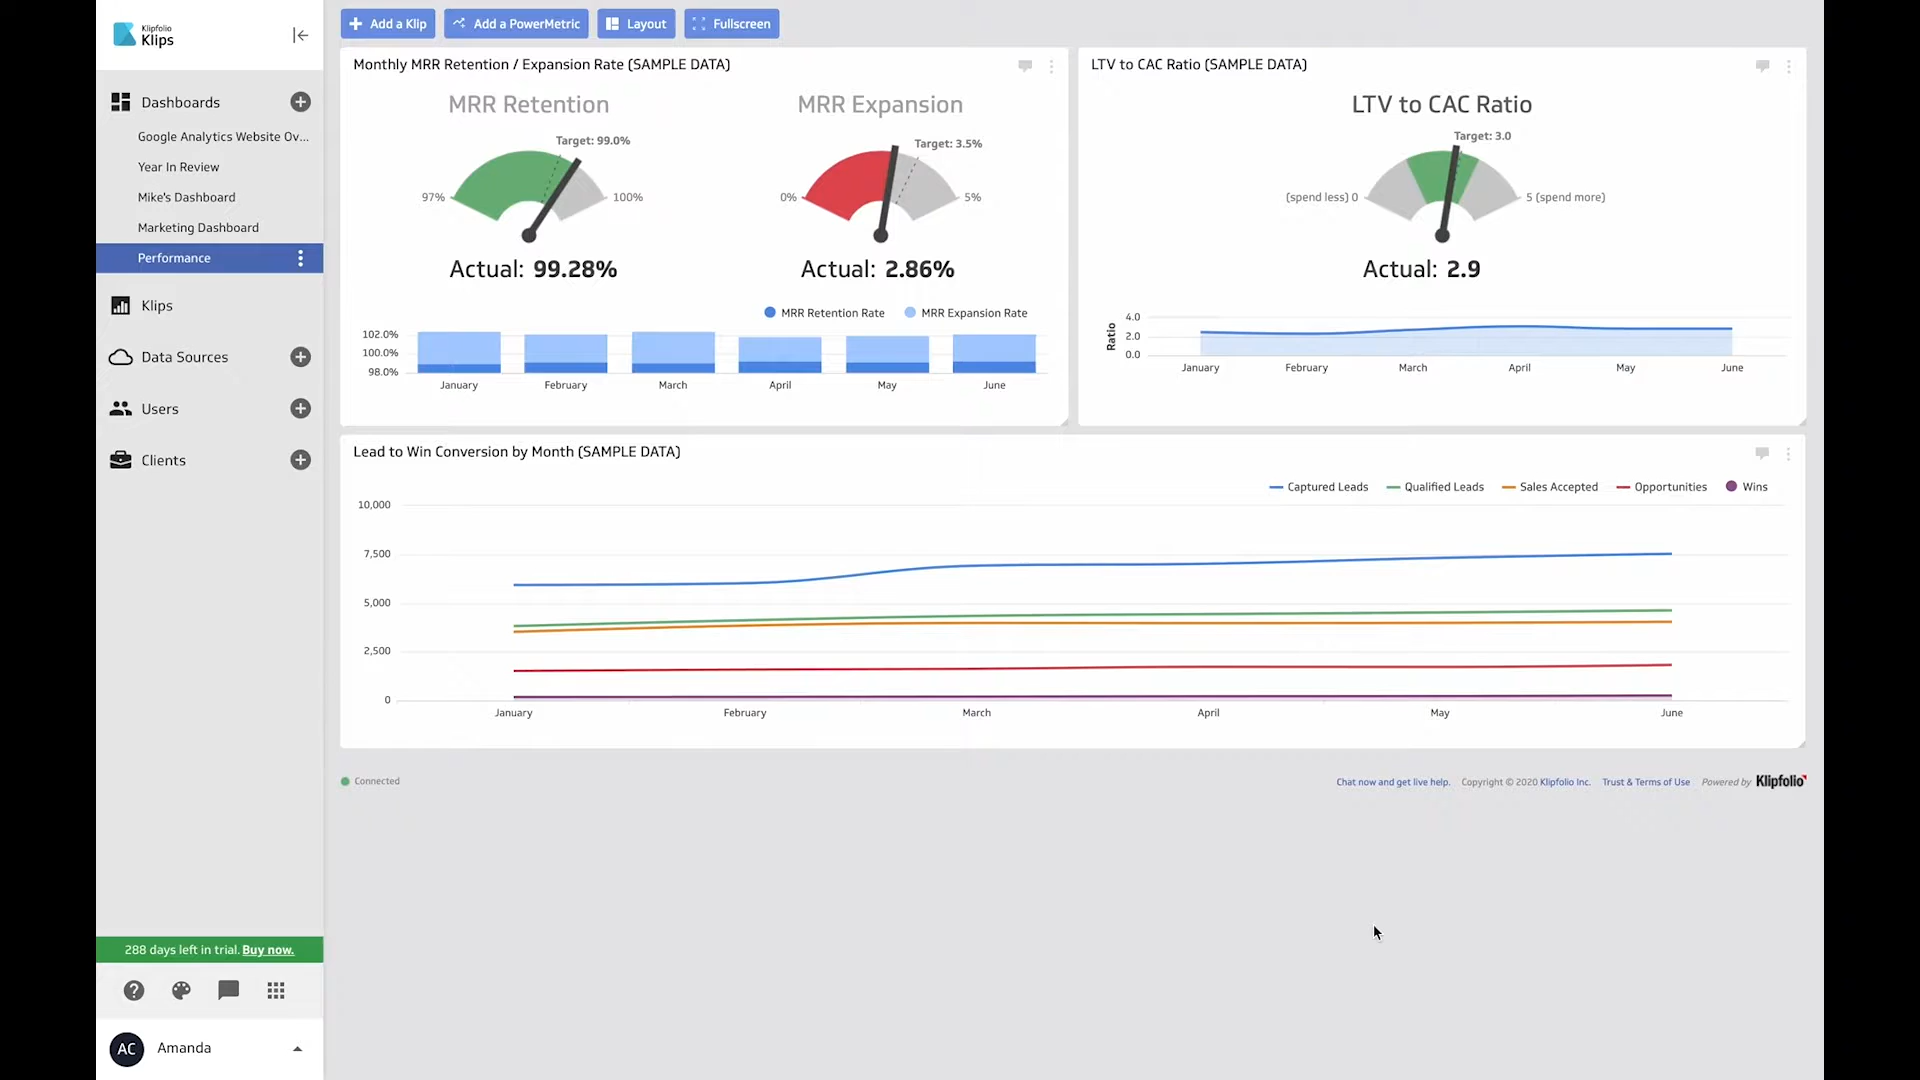 Klipfolio
Klips
Add a Klip
Add a PowerMetric
Layout
Fullscreen
Dashboards
Google Analytics Website Ov...
Year In Review
Mike's Dashboard
Marketing Dashboard
Performance
Klips
Data Sources
Users
Clients
288 days left in trial. Buy now.
AC
Amanda
Monthly MRR Retention / Expansion Rate (SAMPLE DATA)
MRR Retention
Target: 99.0%
97%
100%
Actual: 99.28%
MRR Expansion
Target: 3.5%
0%
5%
Actual: 2.86%
MRR Retention Rate
MRR Expansion Rate
102.0%
100.0%
98.0%
January
February
March
April
May
June
LTV to CAC Ratio (SAMPLE DATA)
LTV to CAC Ratio
Target: 3.0
(spend less) 0
5 (spend more)
Actual: 2.9
Ratio
4.0
2.0
0.0
January
February
March
April
May
June
Lead to Win Conversion by Month (SAMPLE DATA)
Captured Leads
Qualified Leads
Sales Accepted
Opportunities
Wins
10,000
7,500
5,000
2,500
0
January
February
March
April
May
June
Connected
Chat now and get live help. Copyright © 2020 Klipfolio Inc. Trust & Terms of Use Powered by Klipfolio